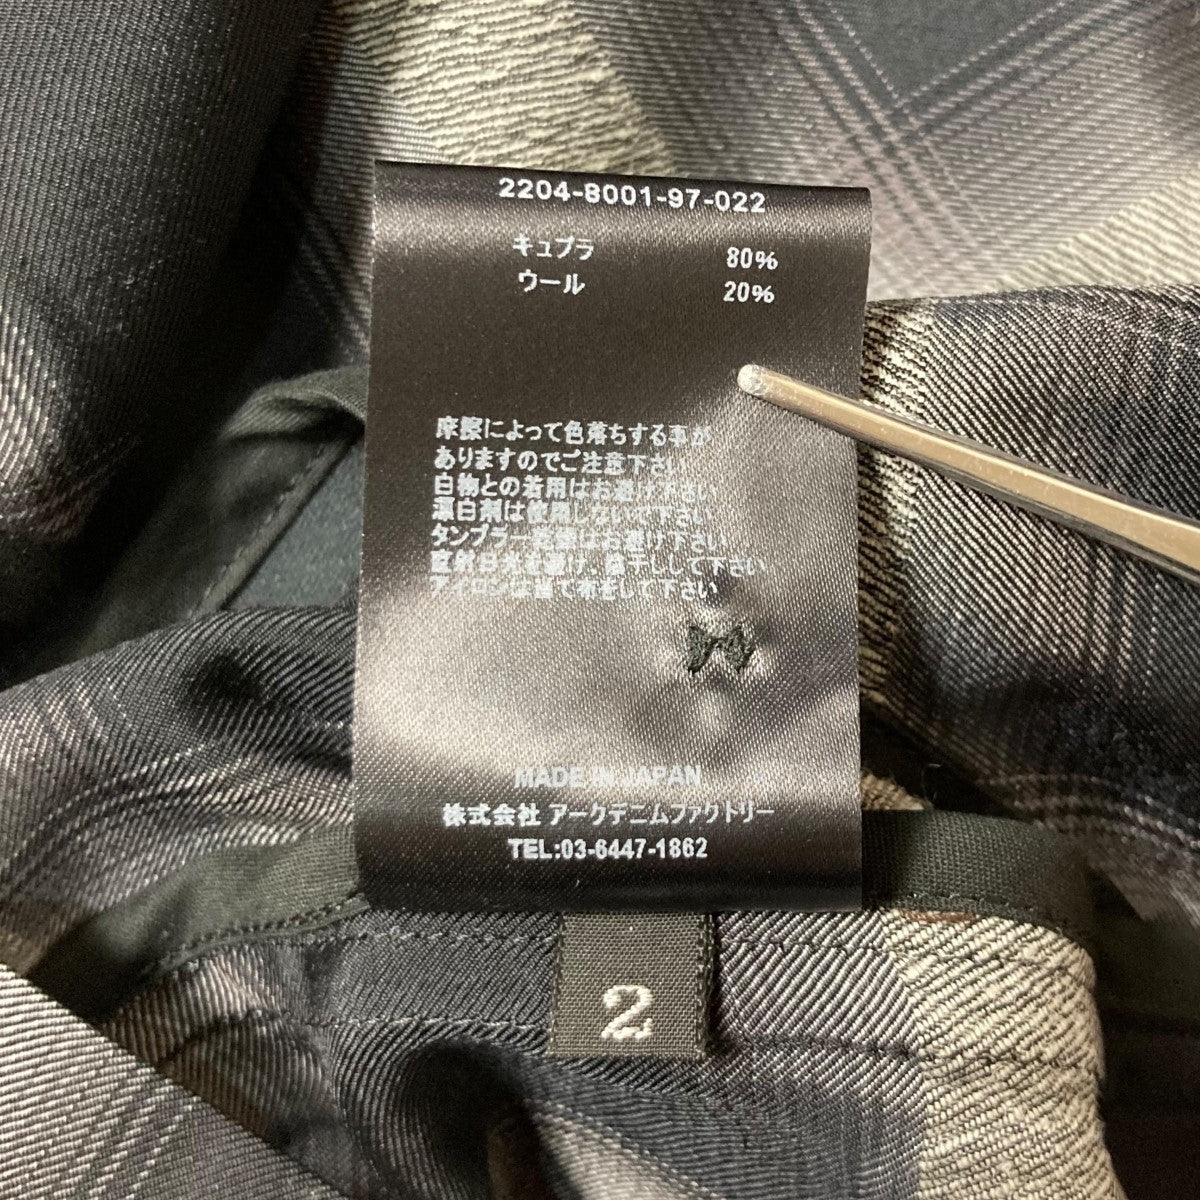 2204-8001-97-022
キュプラ 80%
ウール 20%
摩擦によって色落ちする事が
ありますのでご注意下さい
白物との着用はお避け下さい
漂白剤は使用しないで下さい
タンブラー乾燥はお避け下さい
直射日光を避け、陰干しして下さい
アイロンは当て布をして下さい
MADE IN JAPAN
株式会社 アークデニムファクトリー
TEL:03-6447-1862
2